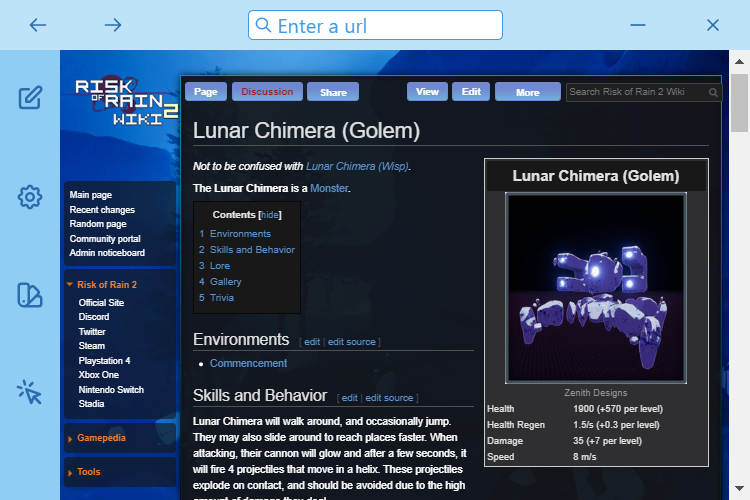 Enter a url
RISK
OF
RAIN
WIKI 2
Page
Discussion
Share
View
Edit
More
Search Risk of Rain 2 Wiki
Lunar Chimera (Golem)
Not to be confused with Lunar Chimera (Wisp).
The Lunar Chimera is a Monster.
Contents [hide]
1 Environments
2 Skills and Behavior
3 Lore
4 Gallery
5 Trivia
Environments [ edit | edit source ]
Commencement
Skills and Behavior [ edit | edit source ]
Lunar Chimera will walk around, and occasionally jump.
They may also slide around to reach places faster. When
attacking, their cannon will glow and after a few seconds, it
will fire 4 projectiles that move in a helix. These projectiles
explode on contact, and should be avoided due to the high
amount of damage they deal
Lunar Chimera (Golem)
Zenith Designs
Health 1900 (+570 per level)
Health Regen 1.5/s (+0.3 per level)
Damage 35 (+7 per level)
Speed 8 m/s
Main page
Recent changes
Random page
Community portal
Admin noticeboard
Risk of Rain 2
Official Site
Discord
Twitter
Steam
Playstation 4
Xbox One
Nintendo Switch
Stadia
Gamepedia
Tools